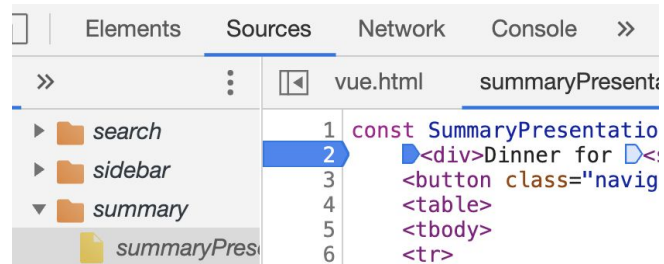 Elements Sources Network Console »
» vue.html summaryPresenta
search
sidebar
summary
summaryPrese
1 const SummaryPresentatio
2 <div>Dinner for <s
3 <button class="navig
4 <table>
5 <tbody>
6 <tr>